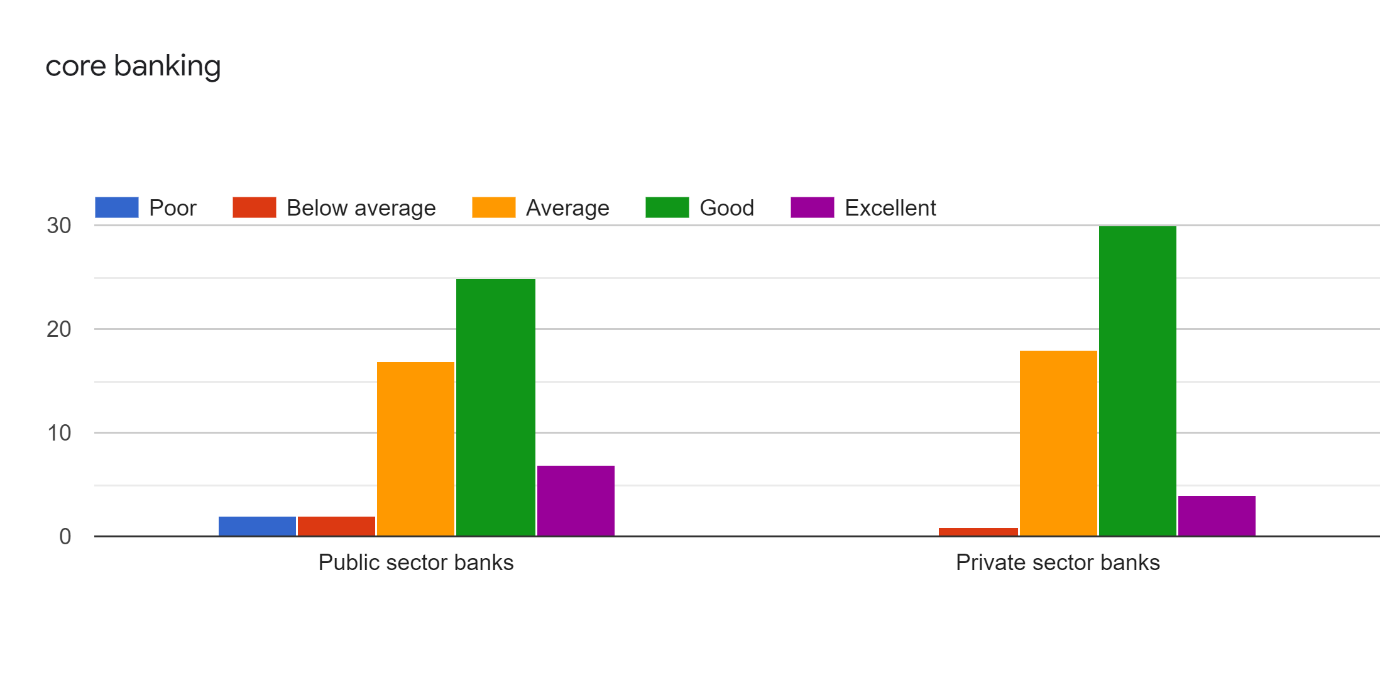 core banking
Poor Below average Average Good Excellent
30
20
10
0
Public sector banks Private sector banks